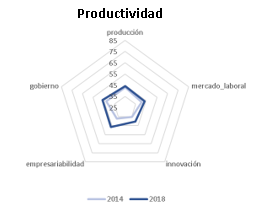 Productividad
producción
85
75
65
55
45
35
25
gobierno
mercado_laboral
empresariabilidad
innovación
2014
2018